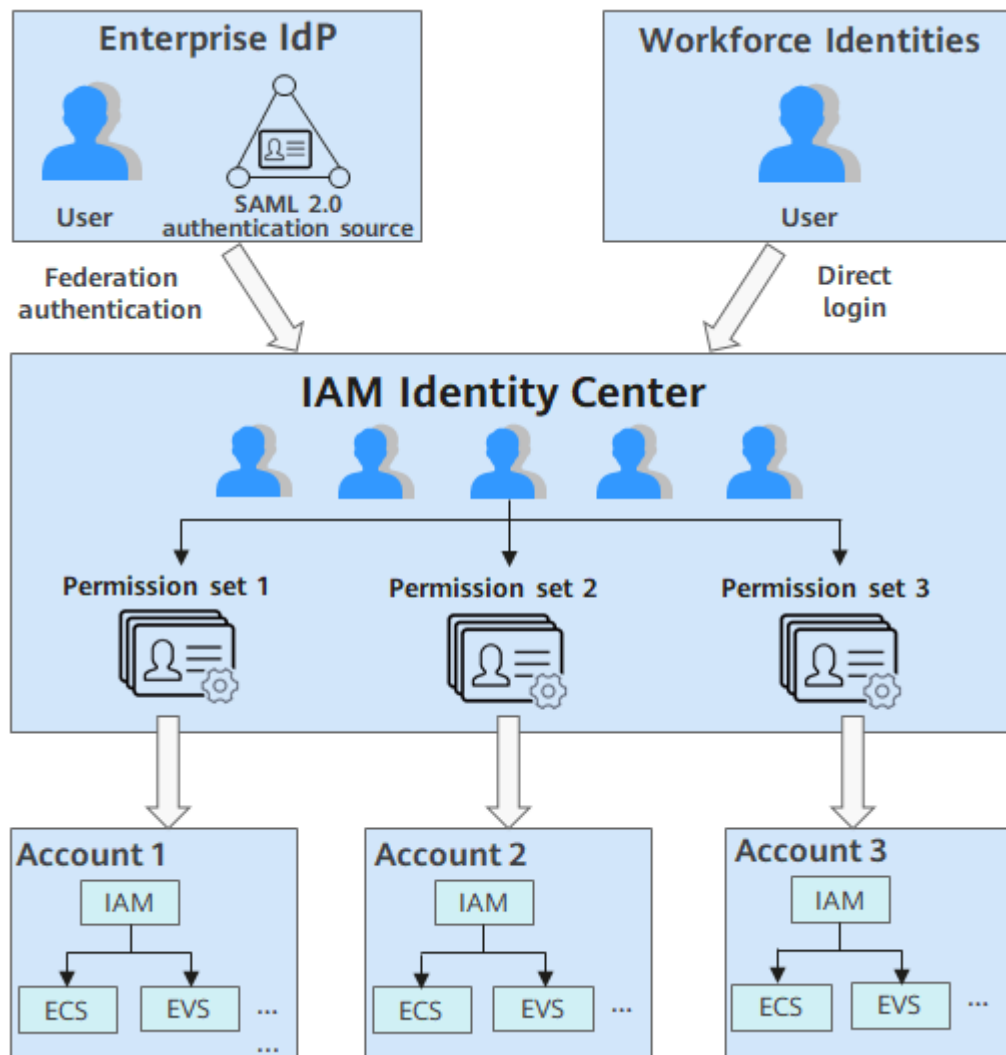 Enterprise IdP
Workforce Identities
User
SAML 2.0
authentication source
User
Federation
authentication
Direct
login
IAM Identity Center
Permission set 1
Permission set 2
Permission set 3
Account 1
Account 2
Account 3
IAM
IAM
IAM
ECS
EVS
...
...
ECS
EVS
...
ECS
EVS
...